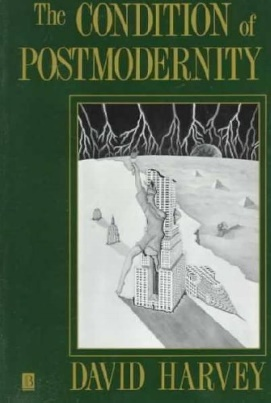 The CONDITION of
POSTMODERNITY
B
DAVID HARVEY